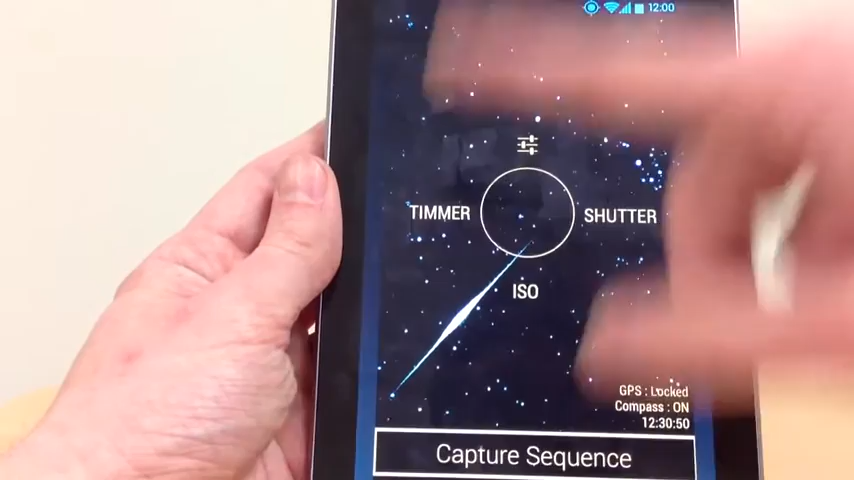 12:00
TIMMER
SHUTTER
ISO
GPS : Locked
Compass : ON
12:30:50
Capture Sequence